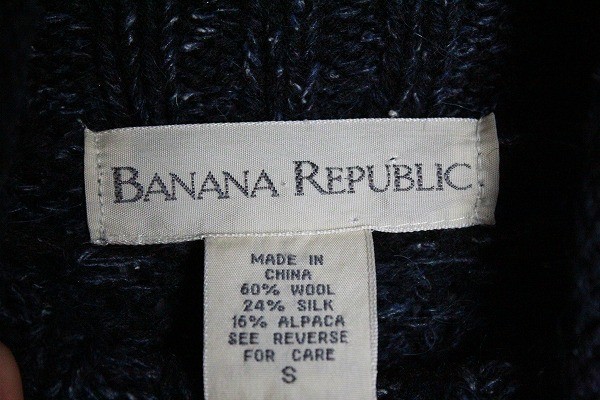 BANANA REPUBLIC
MADE IN
CHINA
60% WOOL
24% SILK
16% ALPACA
SEE REVERSE
FOR CARE
S